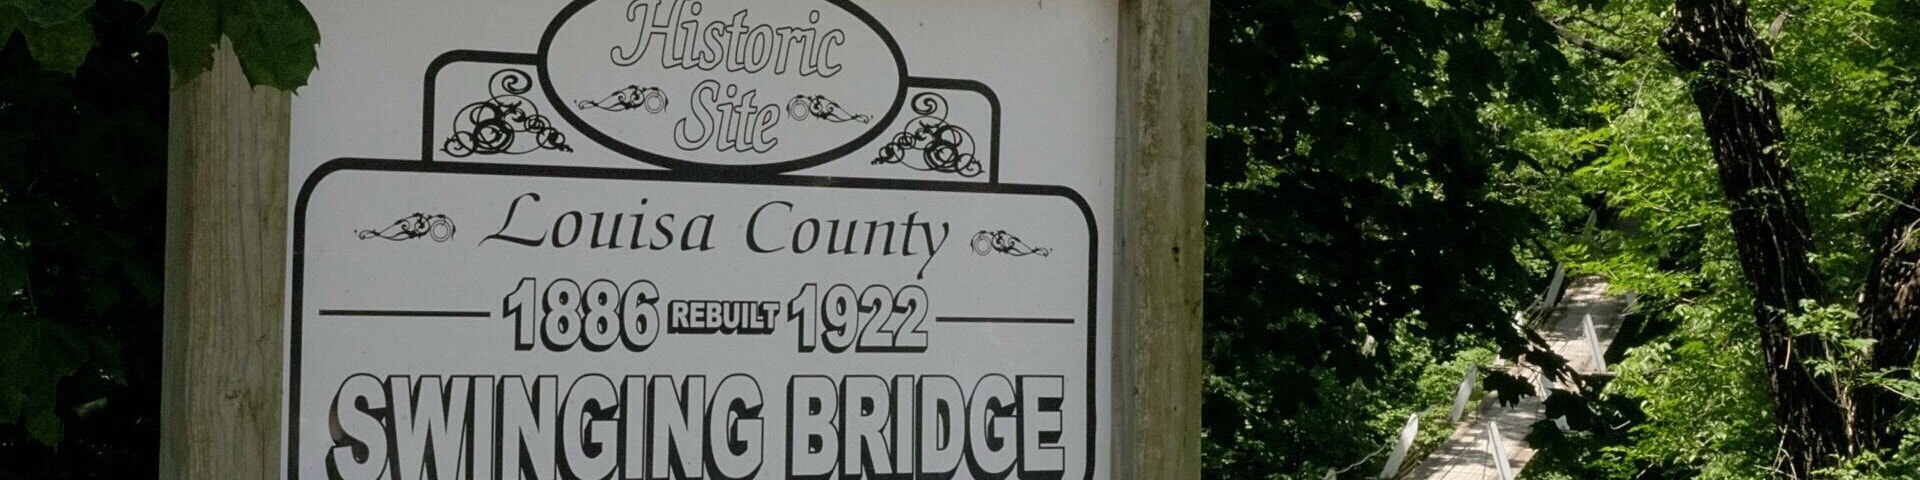 Historic
Site
Louisa County
1886 REBUILT 1922
SWINGING BRIDGE